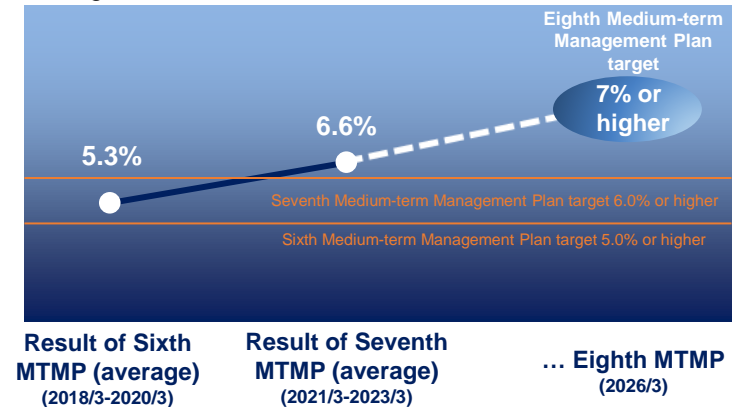 Eighth Medium-term
Management Plan
target
7% or
higher
6.6%
5.3%
Seventh Medium-term Management Plan target 6.0% or higher
Sixth Medium-term Management Plan target 5.0% or higher
Result of Sixth
MTMP (average)
(2018/3-2020/3)
Result of Seventh
MTMP (average)
(2021/3-2023/3)
… Eighth MTMP
(2026/3)